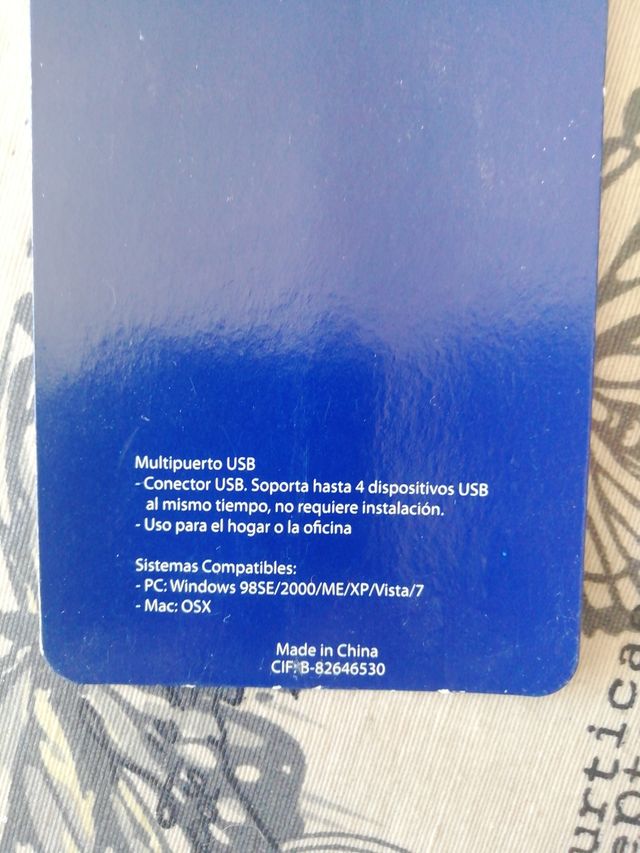 Multipuerto USB
- Conector USB. Soporta hasta 4 dispositivos USB
al mismo tiempo, no requiere instalación.
- Uso para el hogar o la oficina
Sistemas Compatibles:
- PC: Windows 98SE/2000/ME/XP/Vista/7
- Mac: OSX
Made in China
CIF: B-82646530
urtica